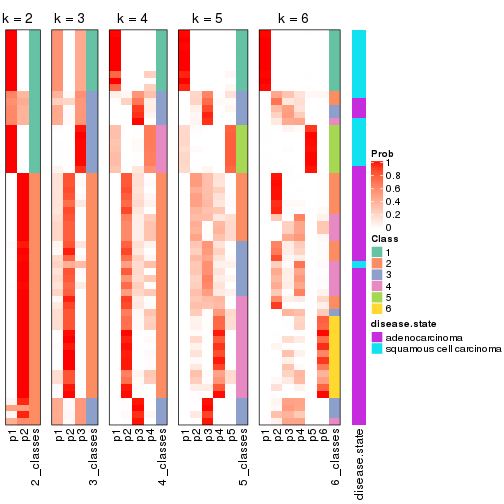 k = 2 k = 3 k = 4 k = 5 k = 6
Prob
1
0.8
0.6
0.4
0.2
0
Class
1
2
3
4
5
6
disease.state
adenocarcinoma
squamous cell carcinoma
p1
p2
2_classes
p1
p2
p3
3_classes
p1
p2
p3
p4
4_classes
p1
p2
p3
p4
p5
5_classes
p1
p2
p3
p4
p5
p6
6_classes
disease.state